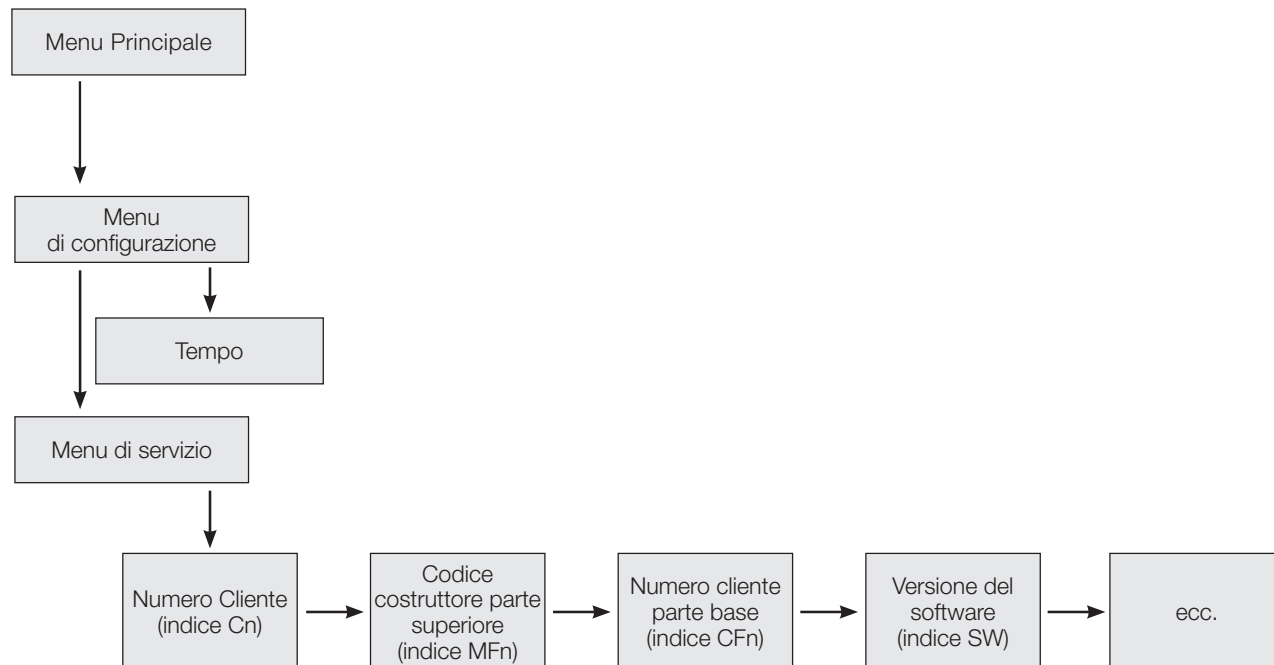 Menu Principale
Menu
di configurazione
Tempo
Menu di servizio
Numero Cliente
(indice Cn)
Codice
costruttore parte
superiore
(indice MFn)
Numero cliente
parte base
(indice CFn)
Versione del
software
(indice SW)
ecc.